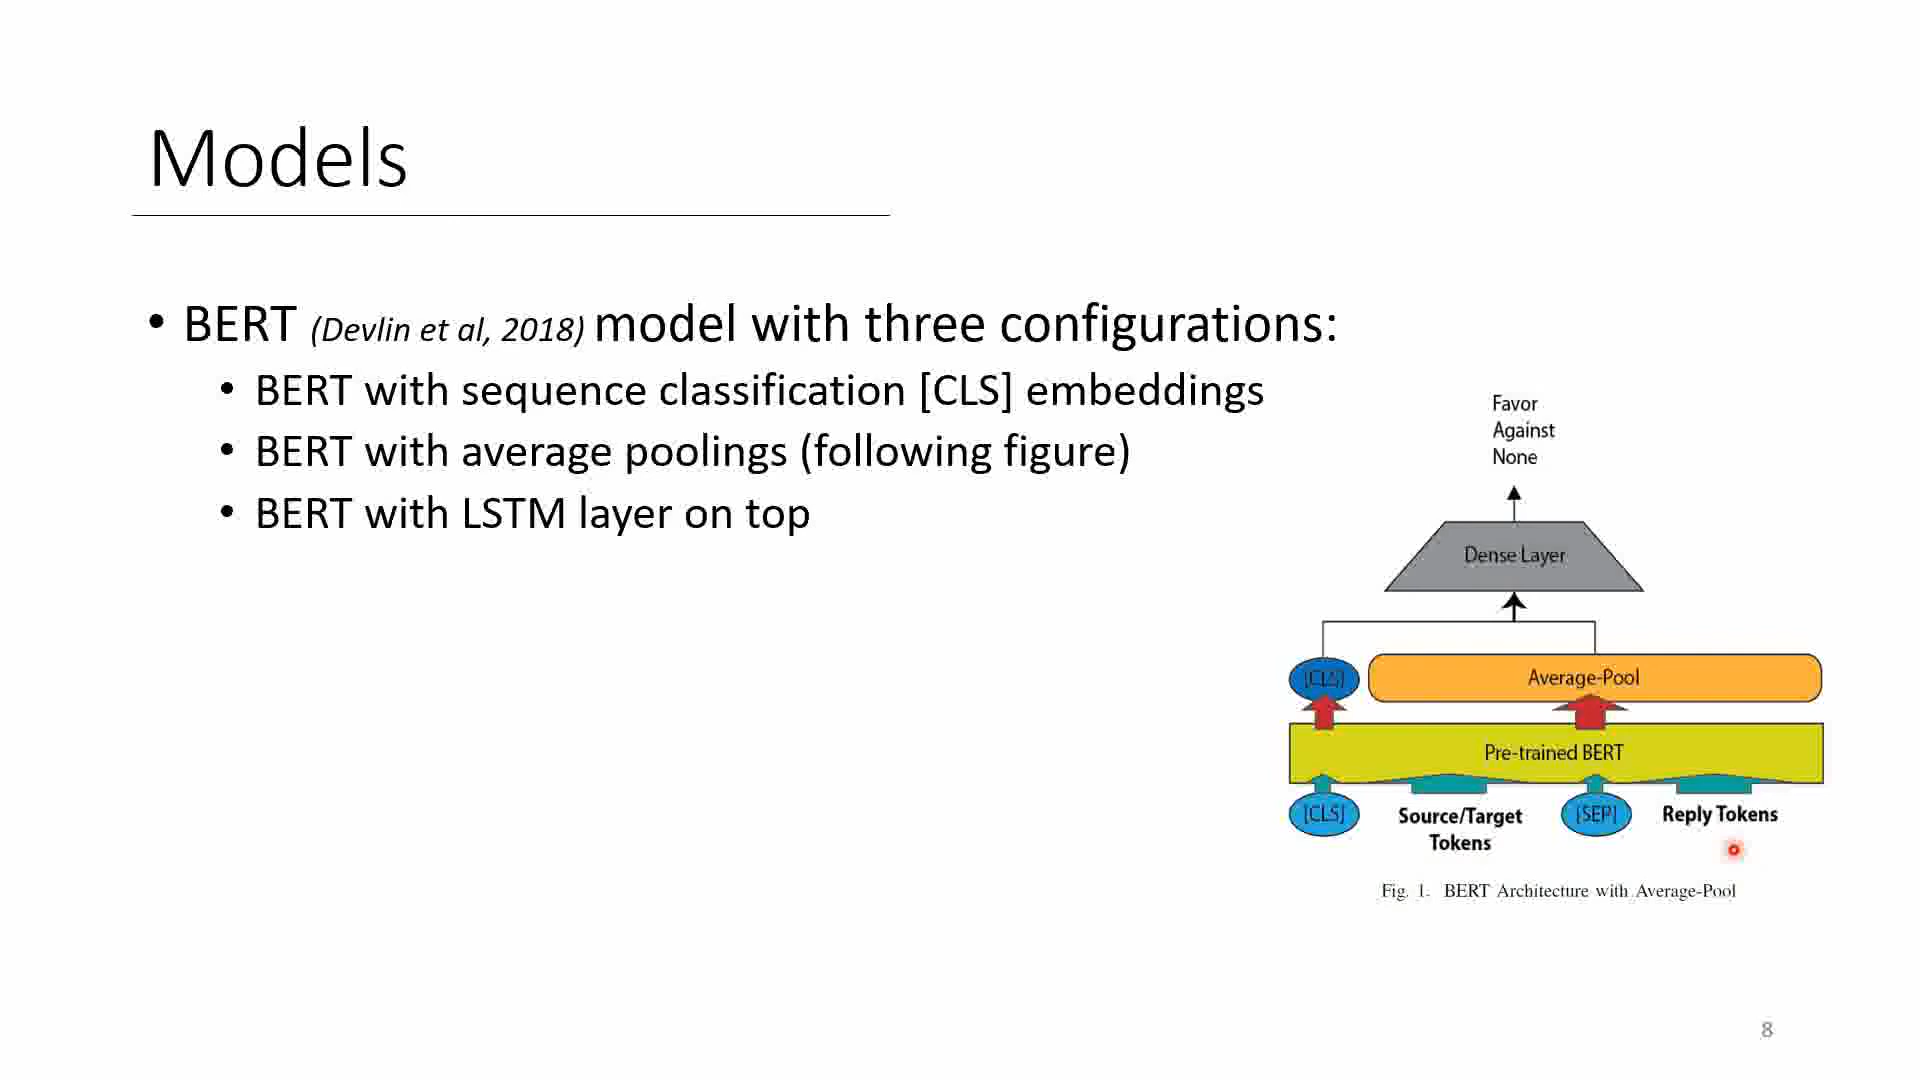 Models
• BERT (Devlin et al, 2018) model with three configurations:
• BERT with sequence classification [CLS] embeddings
• BERT with average poolings (following figure)
• BERT with LSTM layer on top
Favor
Against
None
Dense Layer
[CLS]
Average-Pool
Pre-trained BERT
[CLS]
Source/Target
Tokens
[SEP]
Reply Tokens
Fig. 1. BERT Architecture with Average-Pool
8